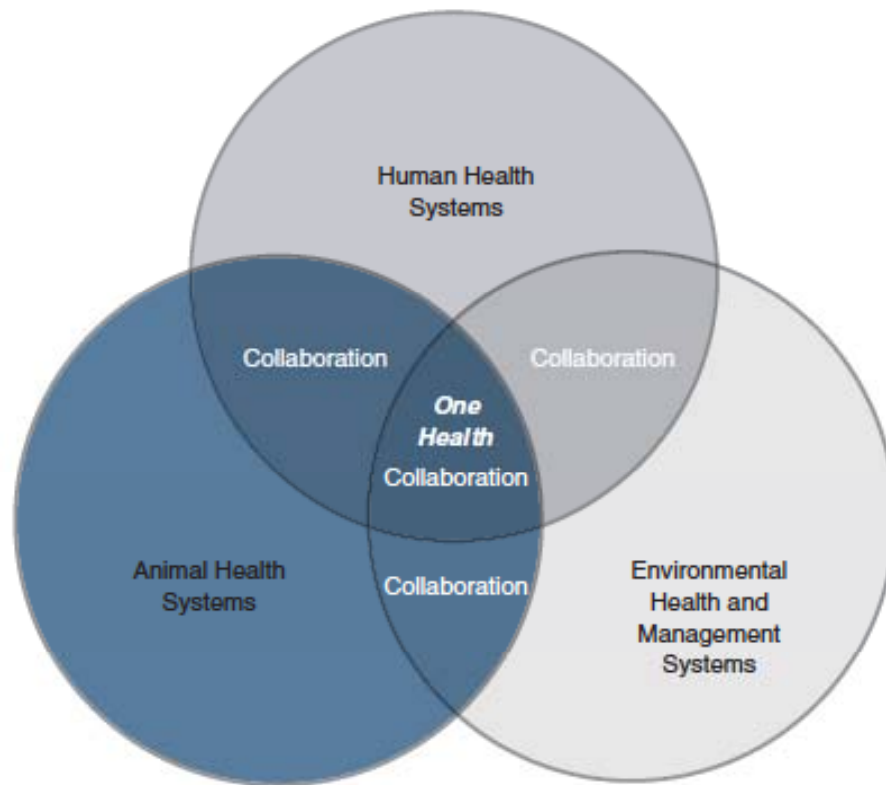 Human Health
Systems
Collaboration
Collaboration
One
Health
Collaboration
Animal Health
Systems
Collaboration
Environmental
Health and
Management
Systems